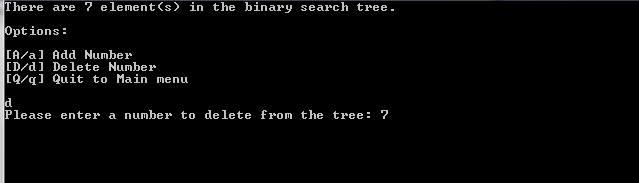 There are 7 element(s) in the binary search tree.
Options:
[A/a] Add Number
[D/d] Delete Number
[Q/q] Quit to Main menu
d
Please enter a number to delete from the tree: 7